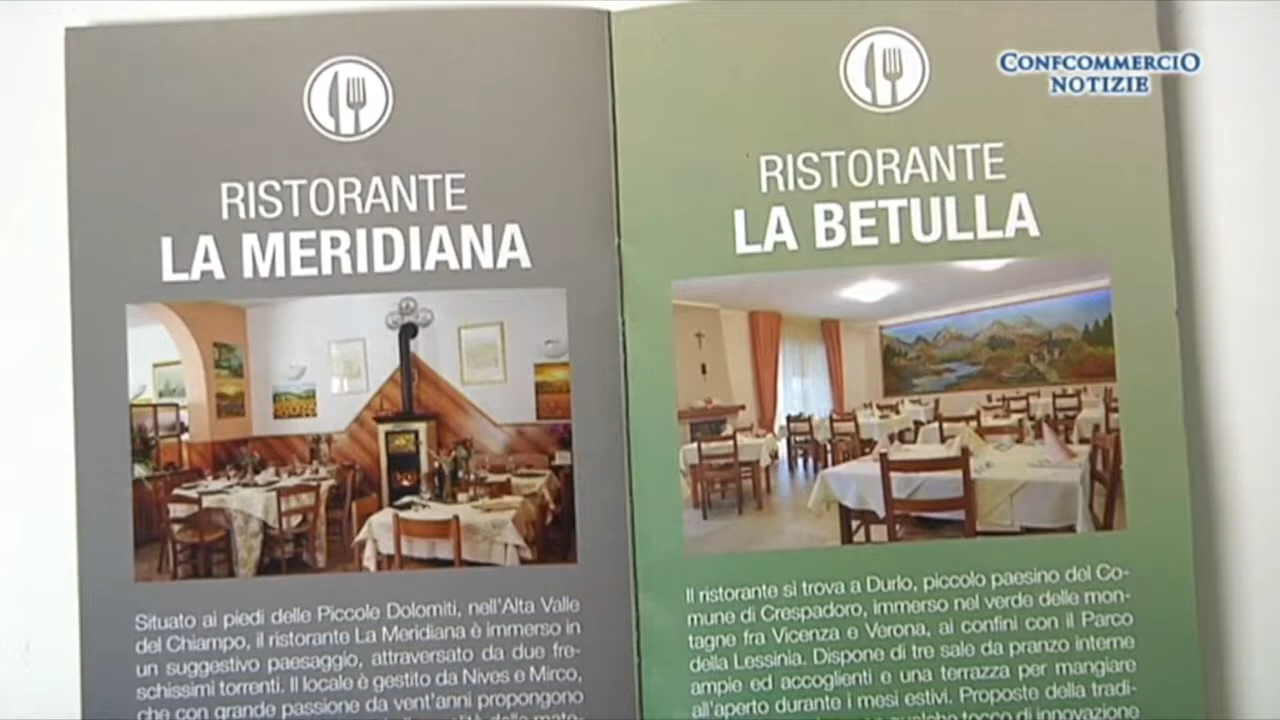 CONFCOMMERCIO
NOTIZIE
RISTORANTE
LA MERIDIANA
Situato ai piedi delle Piccole Dolomiti, nell'Alta Valle
del Chiampo, il ristorante La Meridiana è immerso in
un suggestivo paesaggio, attraversato da due fre-
schissimi torrenti. Il locale è gestito da Nives e Mirco,
che con grande passione da vent'anni propongono
RISTORANTE
LA BETULLA
Il ristorante si trova a Durlo, piccolo paesino del Co-
mune di Crespadoro, immerso nel verde delle mon-
tagne fra Vicenza e Verona, ai confini con il Parco
della Lessinia. Dispone di tre sale da pranzo interne
ampie ed accoglienti e una terrazza per mangiare
all'aperto durante i mesi estivi. Proposte della tradi-
qualche tocco di innovazione